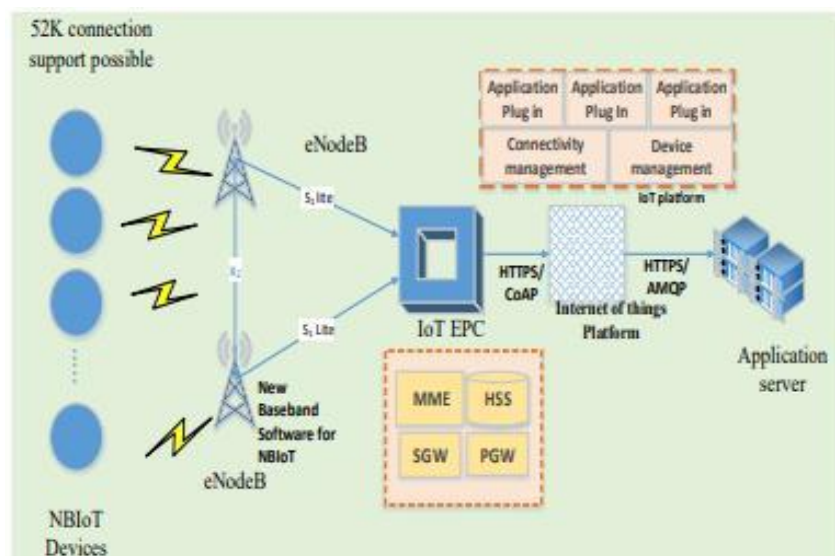 52K connection
support possible
eNodeB
Application
Plug in
Application
Plug In
Application
Plug in
Connectivity
management
Device
management
IoT platform
S₁ lite
X₂
S₁ Lite
HTTPS/
CoAP
HTTPS/
AMQP
IoT EPC
Internet of things
Platform
Application
server
New
Baseband
Software for
NBIoT
eNodeB
MME
HSS
SGW
PGW
NBIoT
Devices